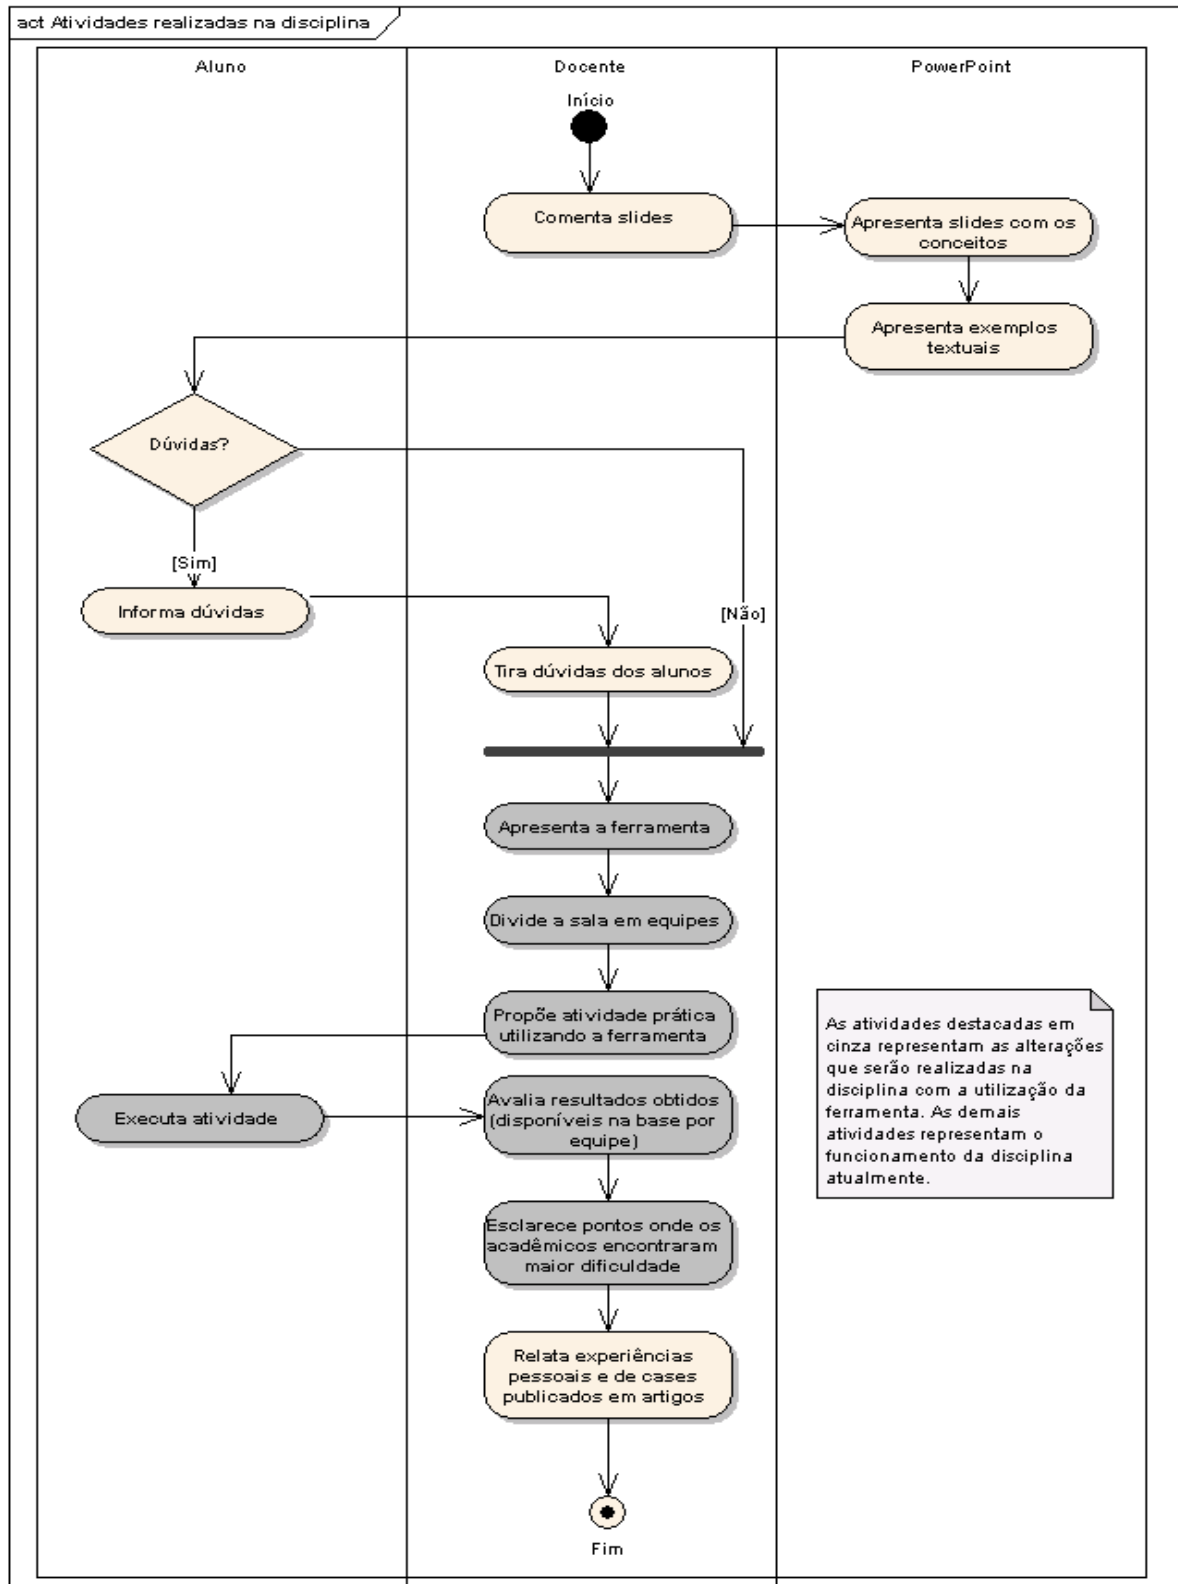 act Atividades realizadas na disciplina
Aluno
Docente
PowerPoint
Início
Comenta slides
Apresenta slides com os
conceitos
Apresenta exemplos
textuais
Dúvidas?
[Sim]
Informa dúvidas
[Não]
Tira dúvidas dos alunos
Apresenta a ferramenta
Divide a sala em equipes
Propõe atividade prática
utilizando a ferramenta
Executa atividade
Avalia resultados obtidos
(disponíveis na base por
equipe)
Esclarece pontos onde os
acadêmicos encontraram
maior dificuldade
Relata experiências
pessoais e de cases
publicados em artigos
Fim
As atividades destacadas em
cinza representam as alterações
que serão realizadas na
disciplina com a utilização da
ferramenta. As demais
atividades representam o
funcionamento da disciplina
atualmente.